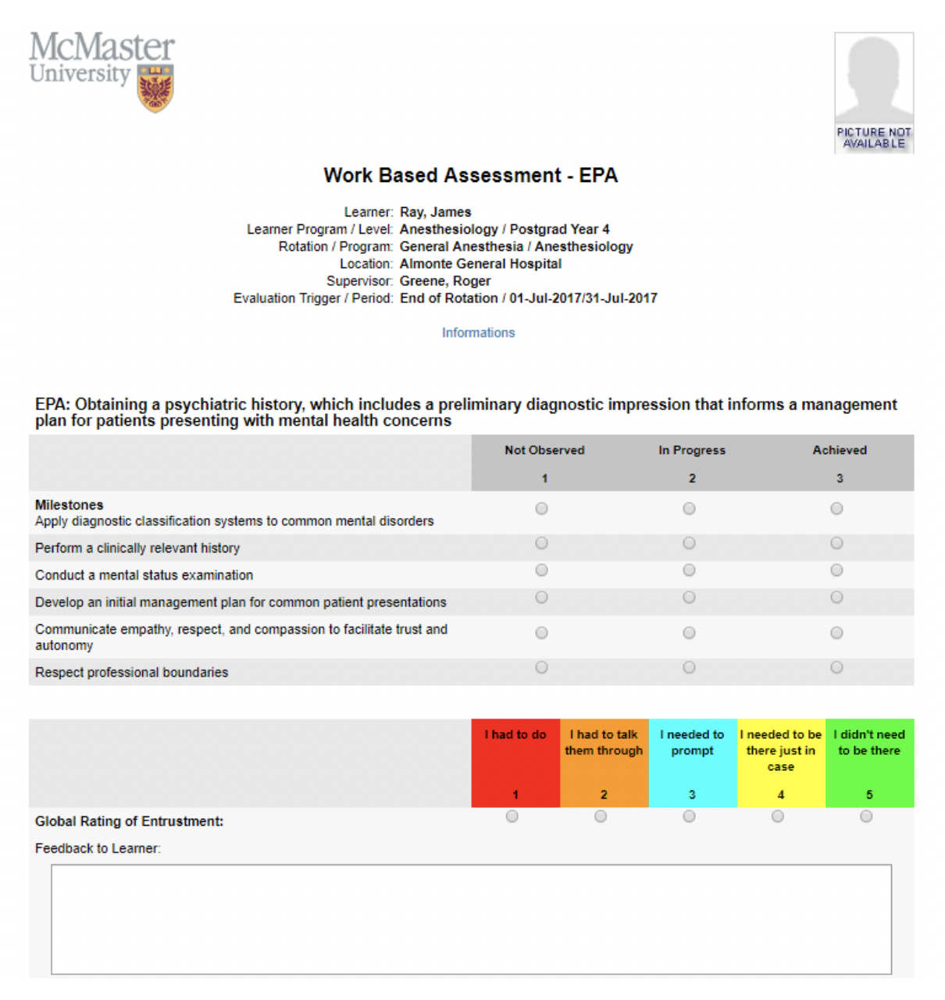 McMaster
University
PICTURE NOT
AVAILABLE
Work Based Assessment - EPA
Learner: Ray, James
Learner Program / Level: Anesthesiology / Postgrad Year 4
Rotation / Program: General Anesthesia / Anesthesiology
Location: Almonte General Hospital
Supervisor: Greene, Roger
Evaluation Trigger / Period: End of Rotation / 01-Jul-2017/31-Jul-2017
Informations
EPA: Obtaining a psychiatric history, which includes a preliminary diagnostic impression that informs a management
plan for patients presenting with mental health concerns
Not Observed In Progress Achieved
1 2 3
Milestones
Apply diagnostic classification systems to common mental disorders
Perform a clinically relevant history
Conduct a mental status examination
Develop an initial management plan for common patient presentations
Communicate empathy, respect, and compassion to facilitate trust and
autonomy
Respect professional boundaries
I had to do I had to talk I needed to I needed to be I didn't need
them through prompt there just in to be there
case
1 2 3 4 5
Global Rating of Entrustment:
Feedback to Learner: